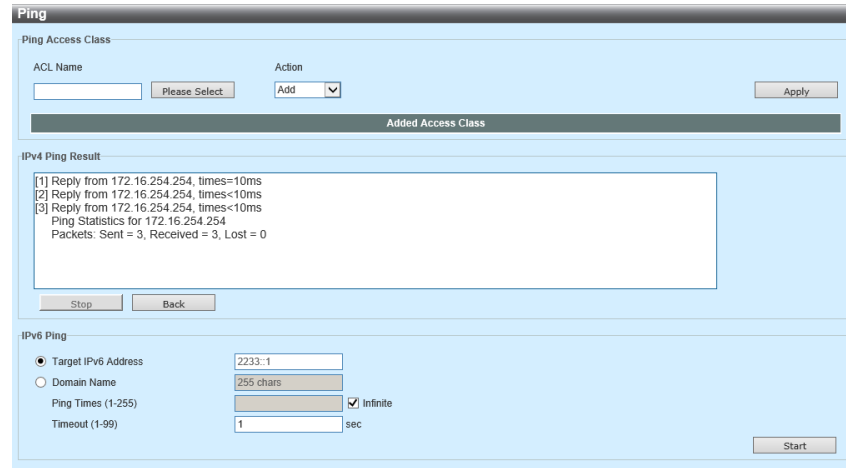 Ping
Ping Access Class
ACL Name Action
Please Select Add Apply
Added Access Class
IPv4 Ping Result
[1] Reply from 172.16.254.254, times=10ms
[2] Reply from 172.16.254.254, times<10ms
[3] Reply from 172.16.254.254, times<10ms
Ping Statistics for 172.16.254.254
Packets: Sent = 3, Received = 3, Lost = 0
Stop Back
IPv6 Ping
Target IPv6 Address 2233::1
Domain Name 255 chars
Ping Times (1-255) Infinite
Timeout (1-99) 1 sec
Start